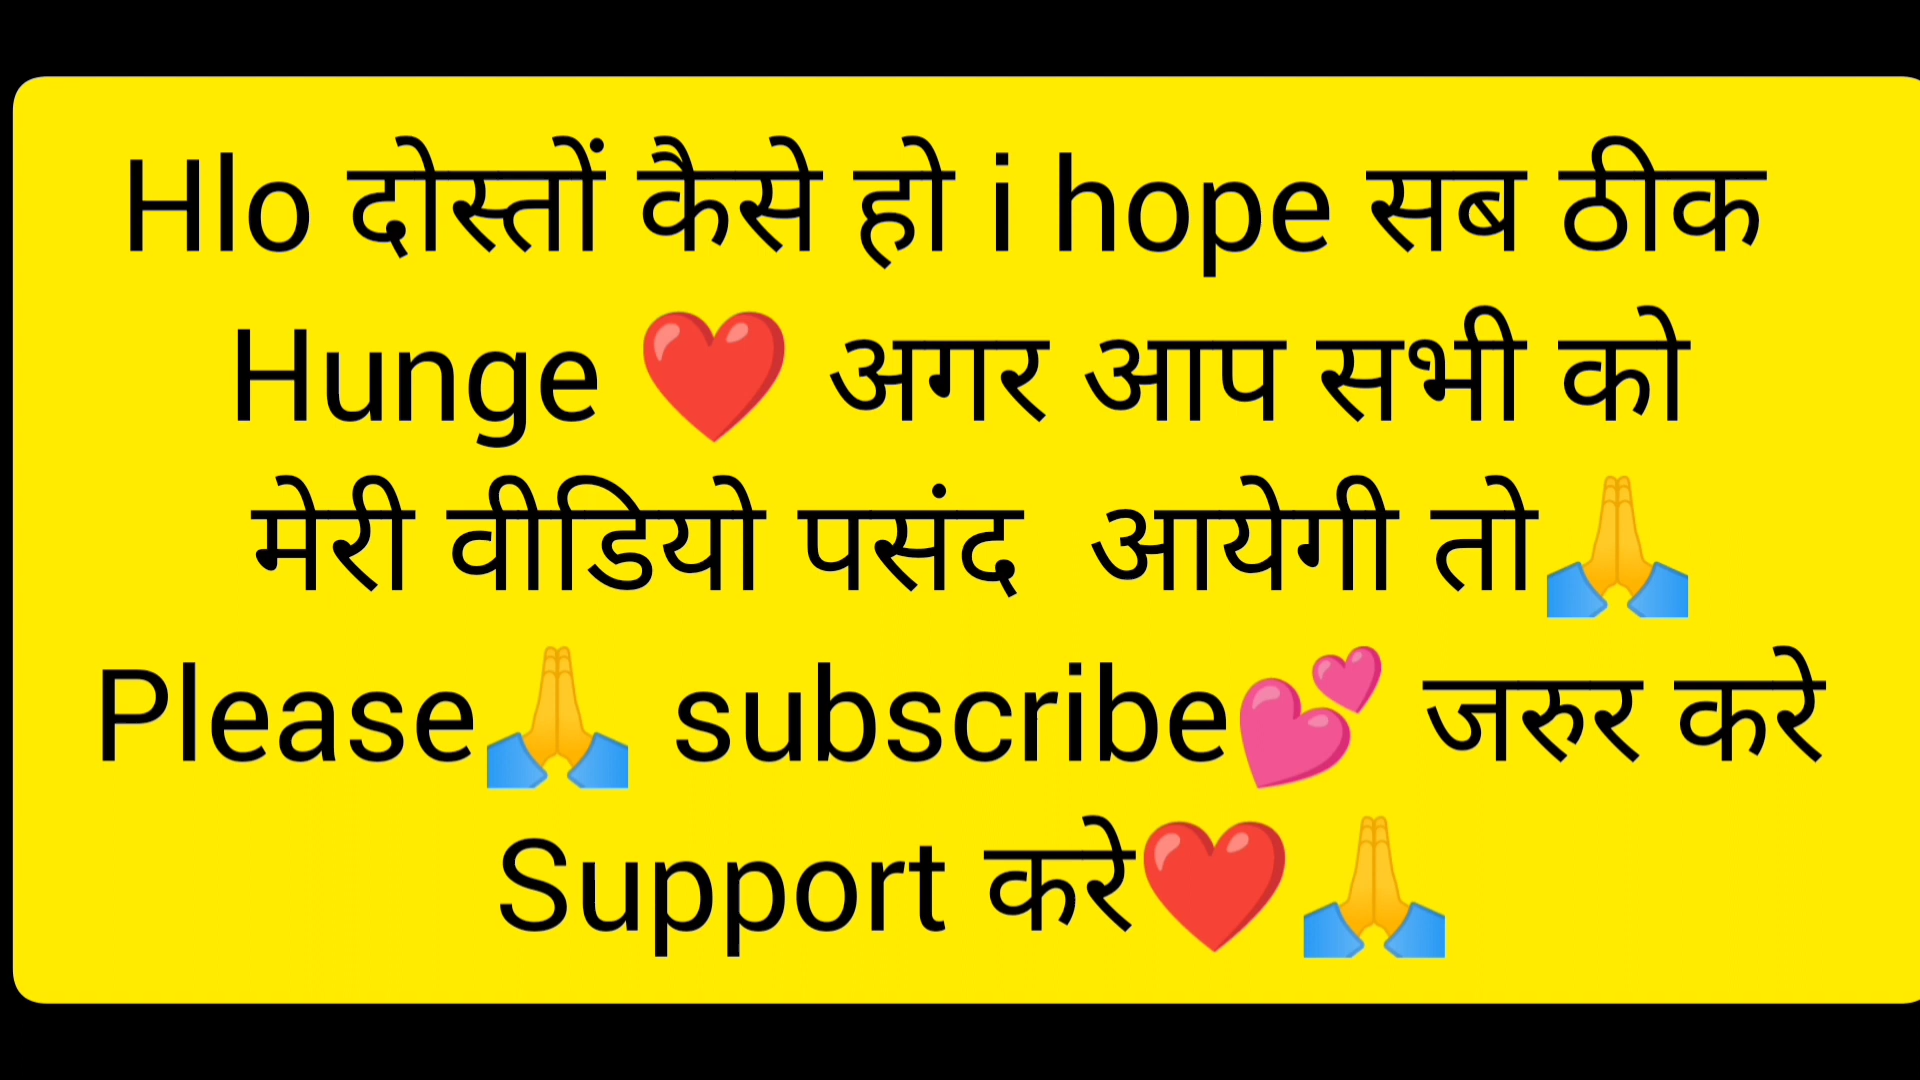 Hlo दोस्तों कैसे हो i hope सब ठीक
Hunge ❤️ अगर आप सभी को
मेरी वीडियो पसंद आयेगी तो🙏
Please🙏 subscribe💕 जरुर करे
Support करे❤️🙏